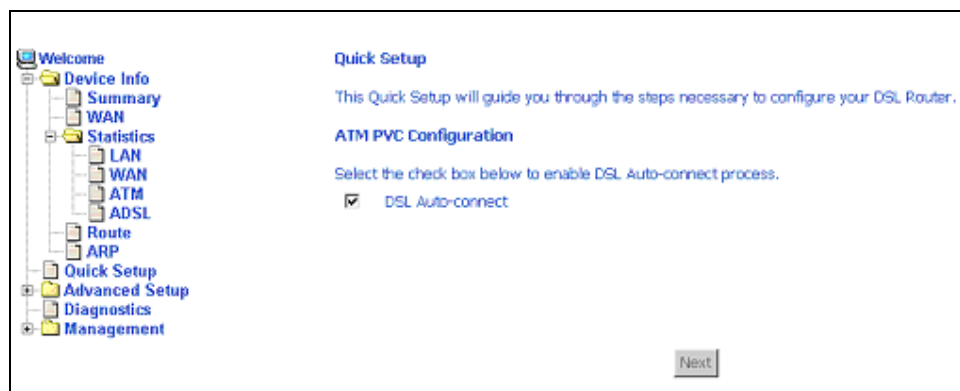 Welcome
Device Info
Summary
WAN
Statistics
LAN
WAN
ATM
ADSL
Route
ARP
Quick Setup
Advanced Setup
Diagnostics
Management
Quick Setup
This Quick Setup will guide you through the steps necessary to configure your DSL Router.
ATM PVC Configuration
Select the check box below to enable DSL Auto-connect process.
DSL Auto-connect
Next